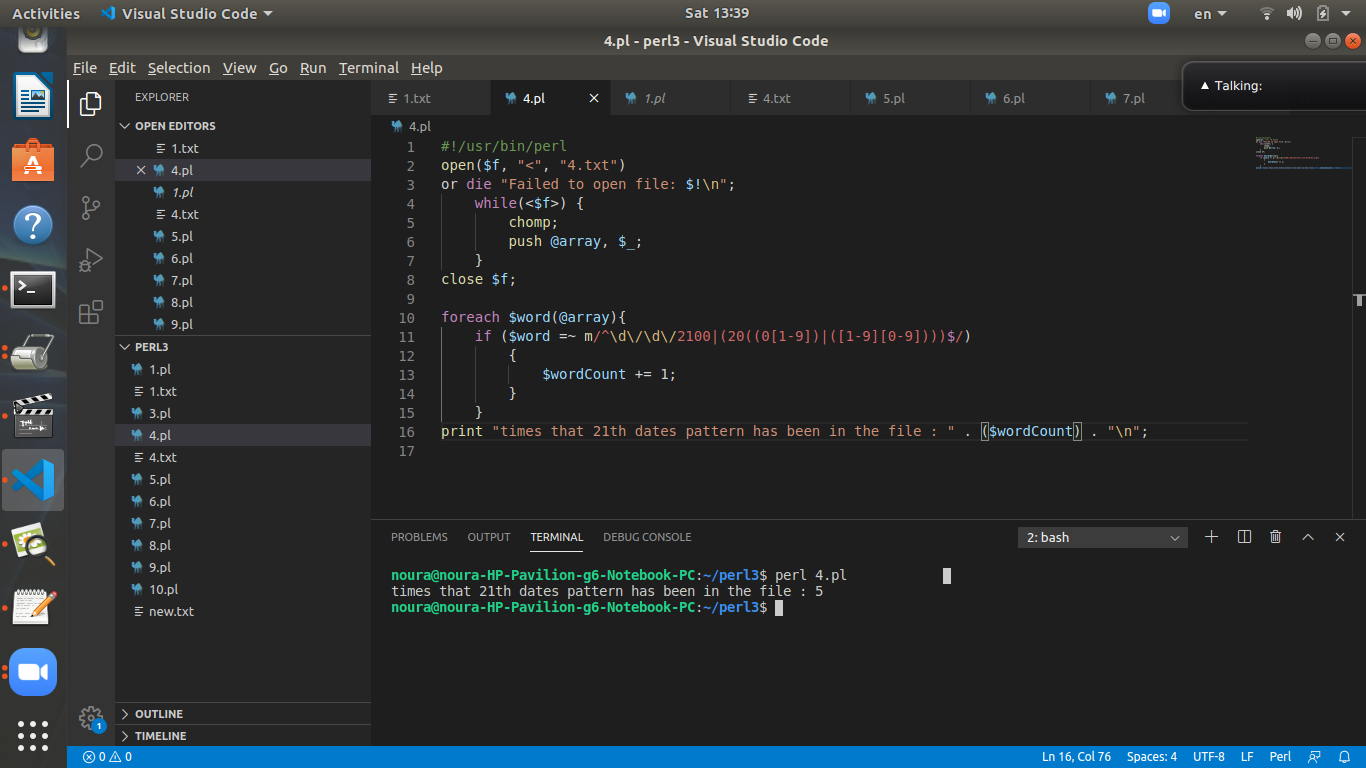 Activities Visual Studio Code Sat 13:39 en
4.pl - perl3 - Visual Studio Code
File Edit Selection View Go Run Terminal Help
Talking:
EXPLORER
OPEN EDITORS
1.txt
4.pl
1.pl
4.txt
5.pl
6.pl
7.pl
8.pl
9.pl
PERL3
1.pl
1.txt
3.pl
4.pl
4.txt
5.pl
6.pl
7.pl
8.pl
9.pl
10.pl
new.txt
OUTLINE
TIMELINE
1
1.txt 4.pl 1.pl 4.txt 5.pl 6.pl 7.pl
4.pl
1 #!/usr/bin/perl
2 open($f, "<", "4.txt")
3 or die "Failed to open file: $!\n";
4 while(<$f>) {
5 chomp;
6 push @array, $_;
7 }
8 close $f;
9
10 foreach $word(@array){
11 if ($word =~ m/^\d\/\d\/2100|(20((0[1-9])|([1-9][0-9])))$/)
12 {
13 $wordCount += 1;
14 }
15 }
16 print "times that 21th dates pattern has been in the file : " . ($wordCount) . "\n";
17
PROBLEMS OUTPUT TERMINAL DEBUG CONSOLE 2: bash
noura@noura-HP-Pavilion-g6-Notebook-PC:~/perl3$ perl 4.pl
times that 21th dates pattern has been in the file : 5
noura@noura-HP-Pavilion-g6-Notebook-PC:~/perl3$
0 0 Ln 16, Col 76 Spaces: 4 UTF-8 LF Perl